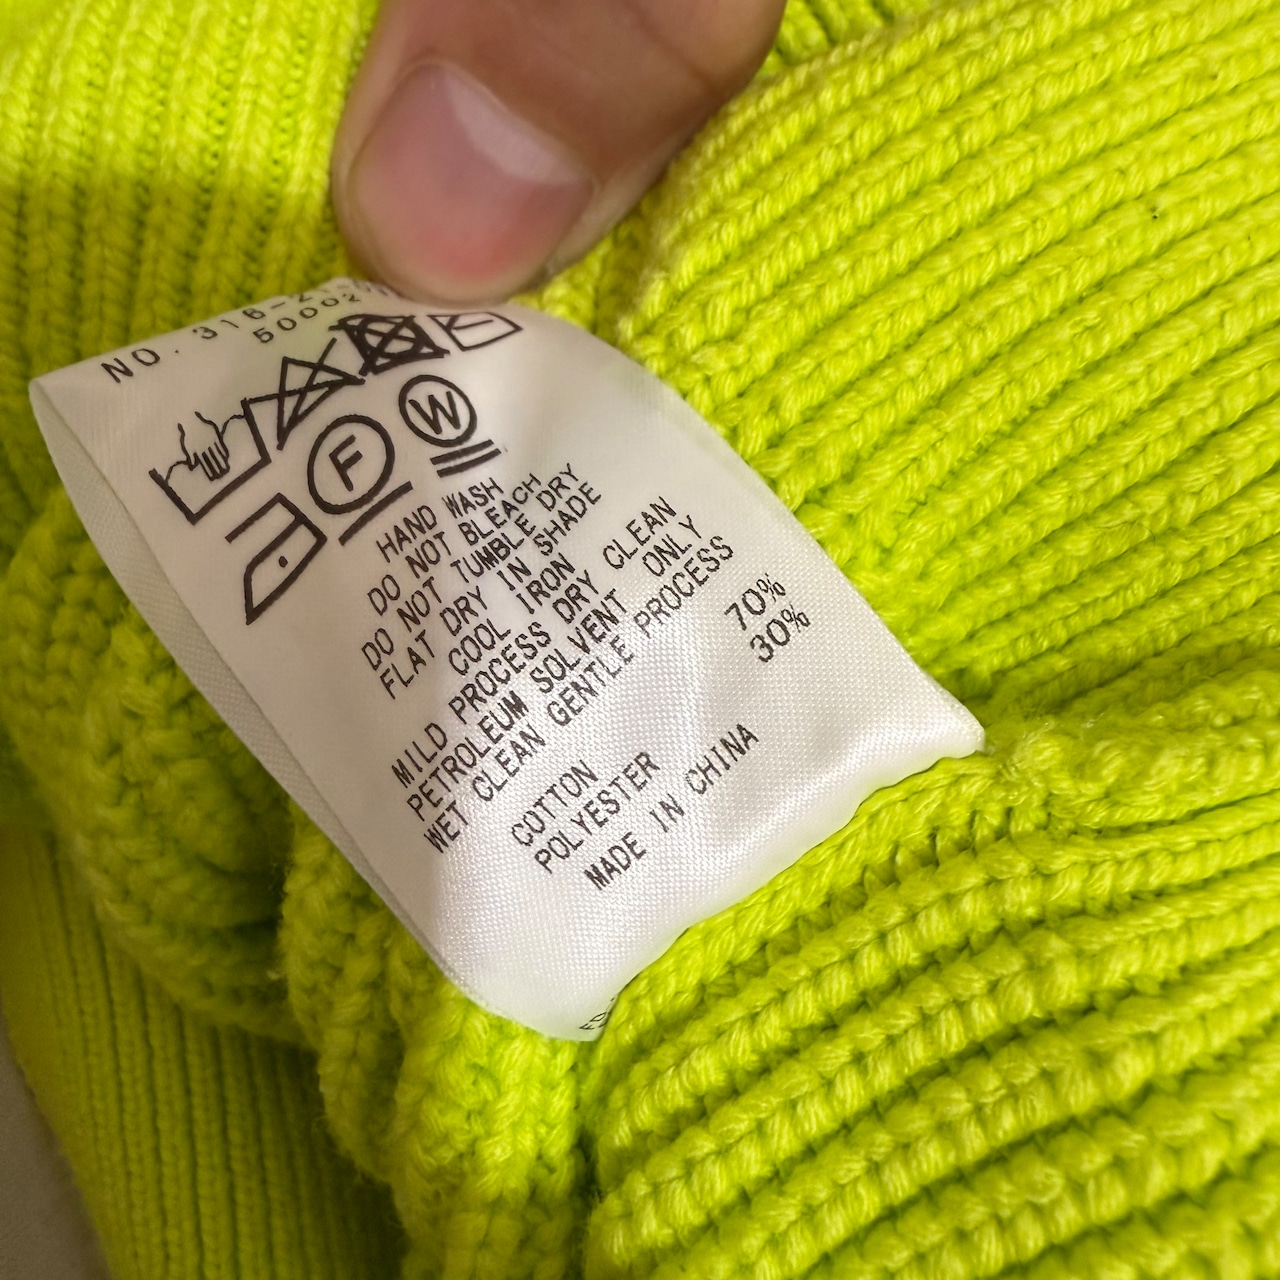 NO. 316-2
50002
F
W
HAND WASH
DO NOT BLEACH
DO NOT TUMBLE DRY
FLAT DRY IN SHADE
COOL IRON
MILD PROCESS DRY CLEAN
PETROLEUM SOLVENT ONLY
WET CLEAN GENTLE PROCESS
COTTON 70%
POLYESTER 30%
MADE IN CHINA